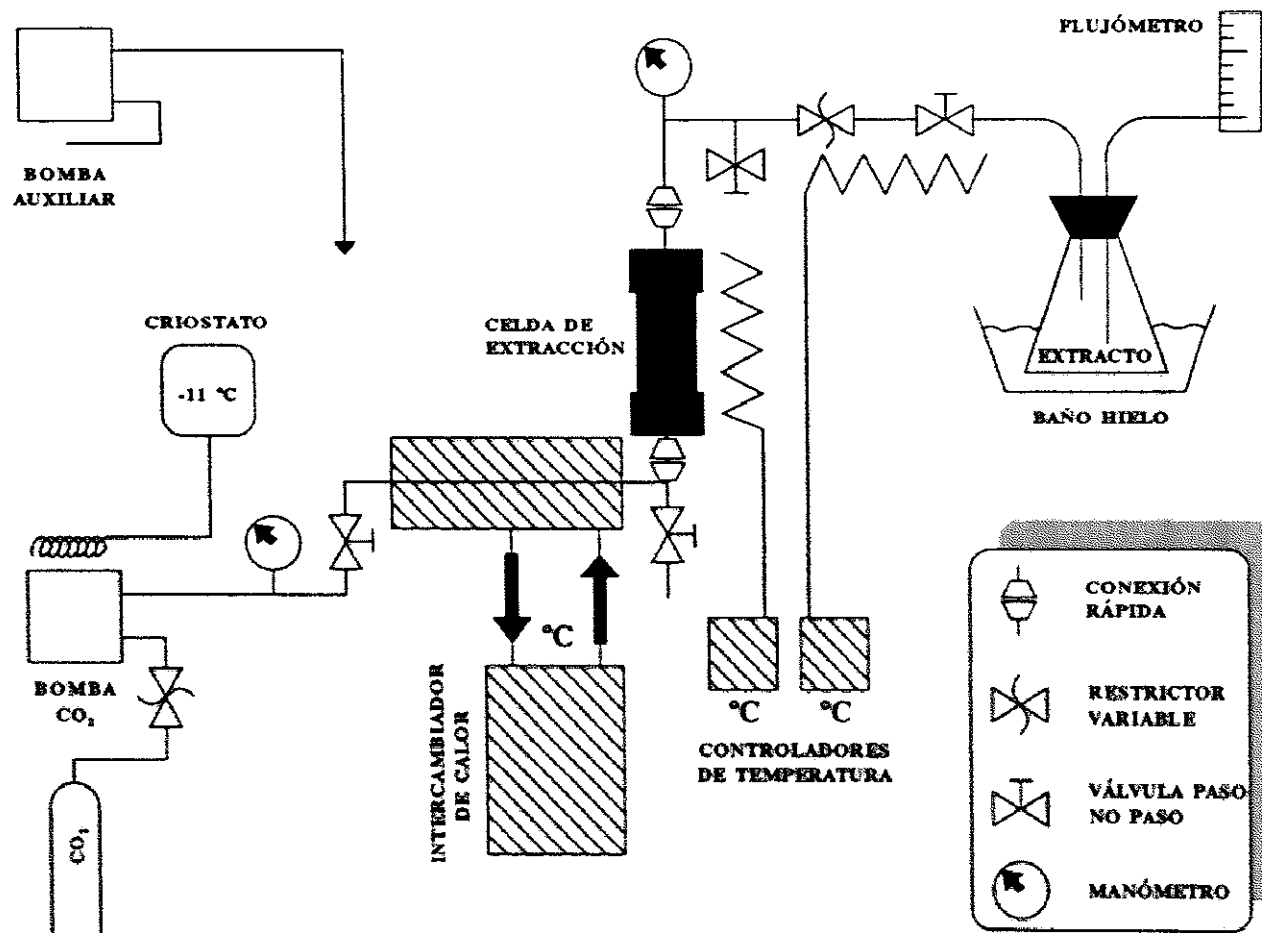 FLUJÓMETRO
BOMBA
AUXILIAR
CRIOSTATO
-11 °C
CELDA DE
EXTRACCIÓN
EXTRACTO
BAÑO HIELO
BOMBA
CO₂
CO₂
°C
INTERCAMBIADOR
DE CALOR
°C
°C
CONTROLADORES
DE TEMPERATURA
CONEXIÓN
RÁPIDA
RESTRICTOR
VARIABLE
VÁLVULA PASO
NO PASO
MANÓMETRO